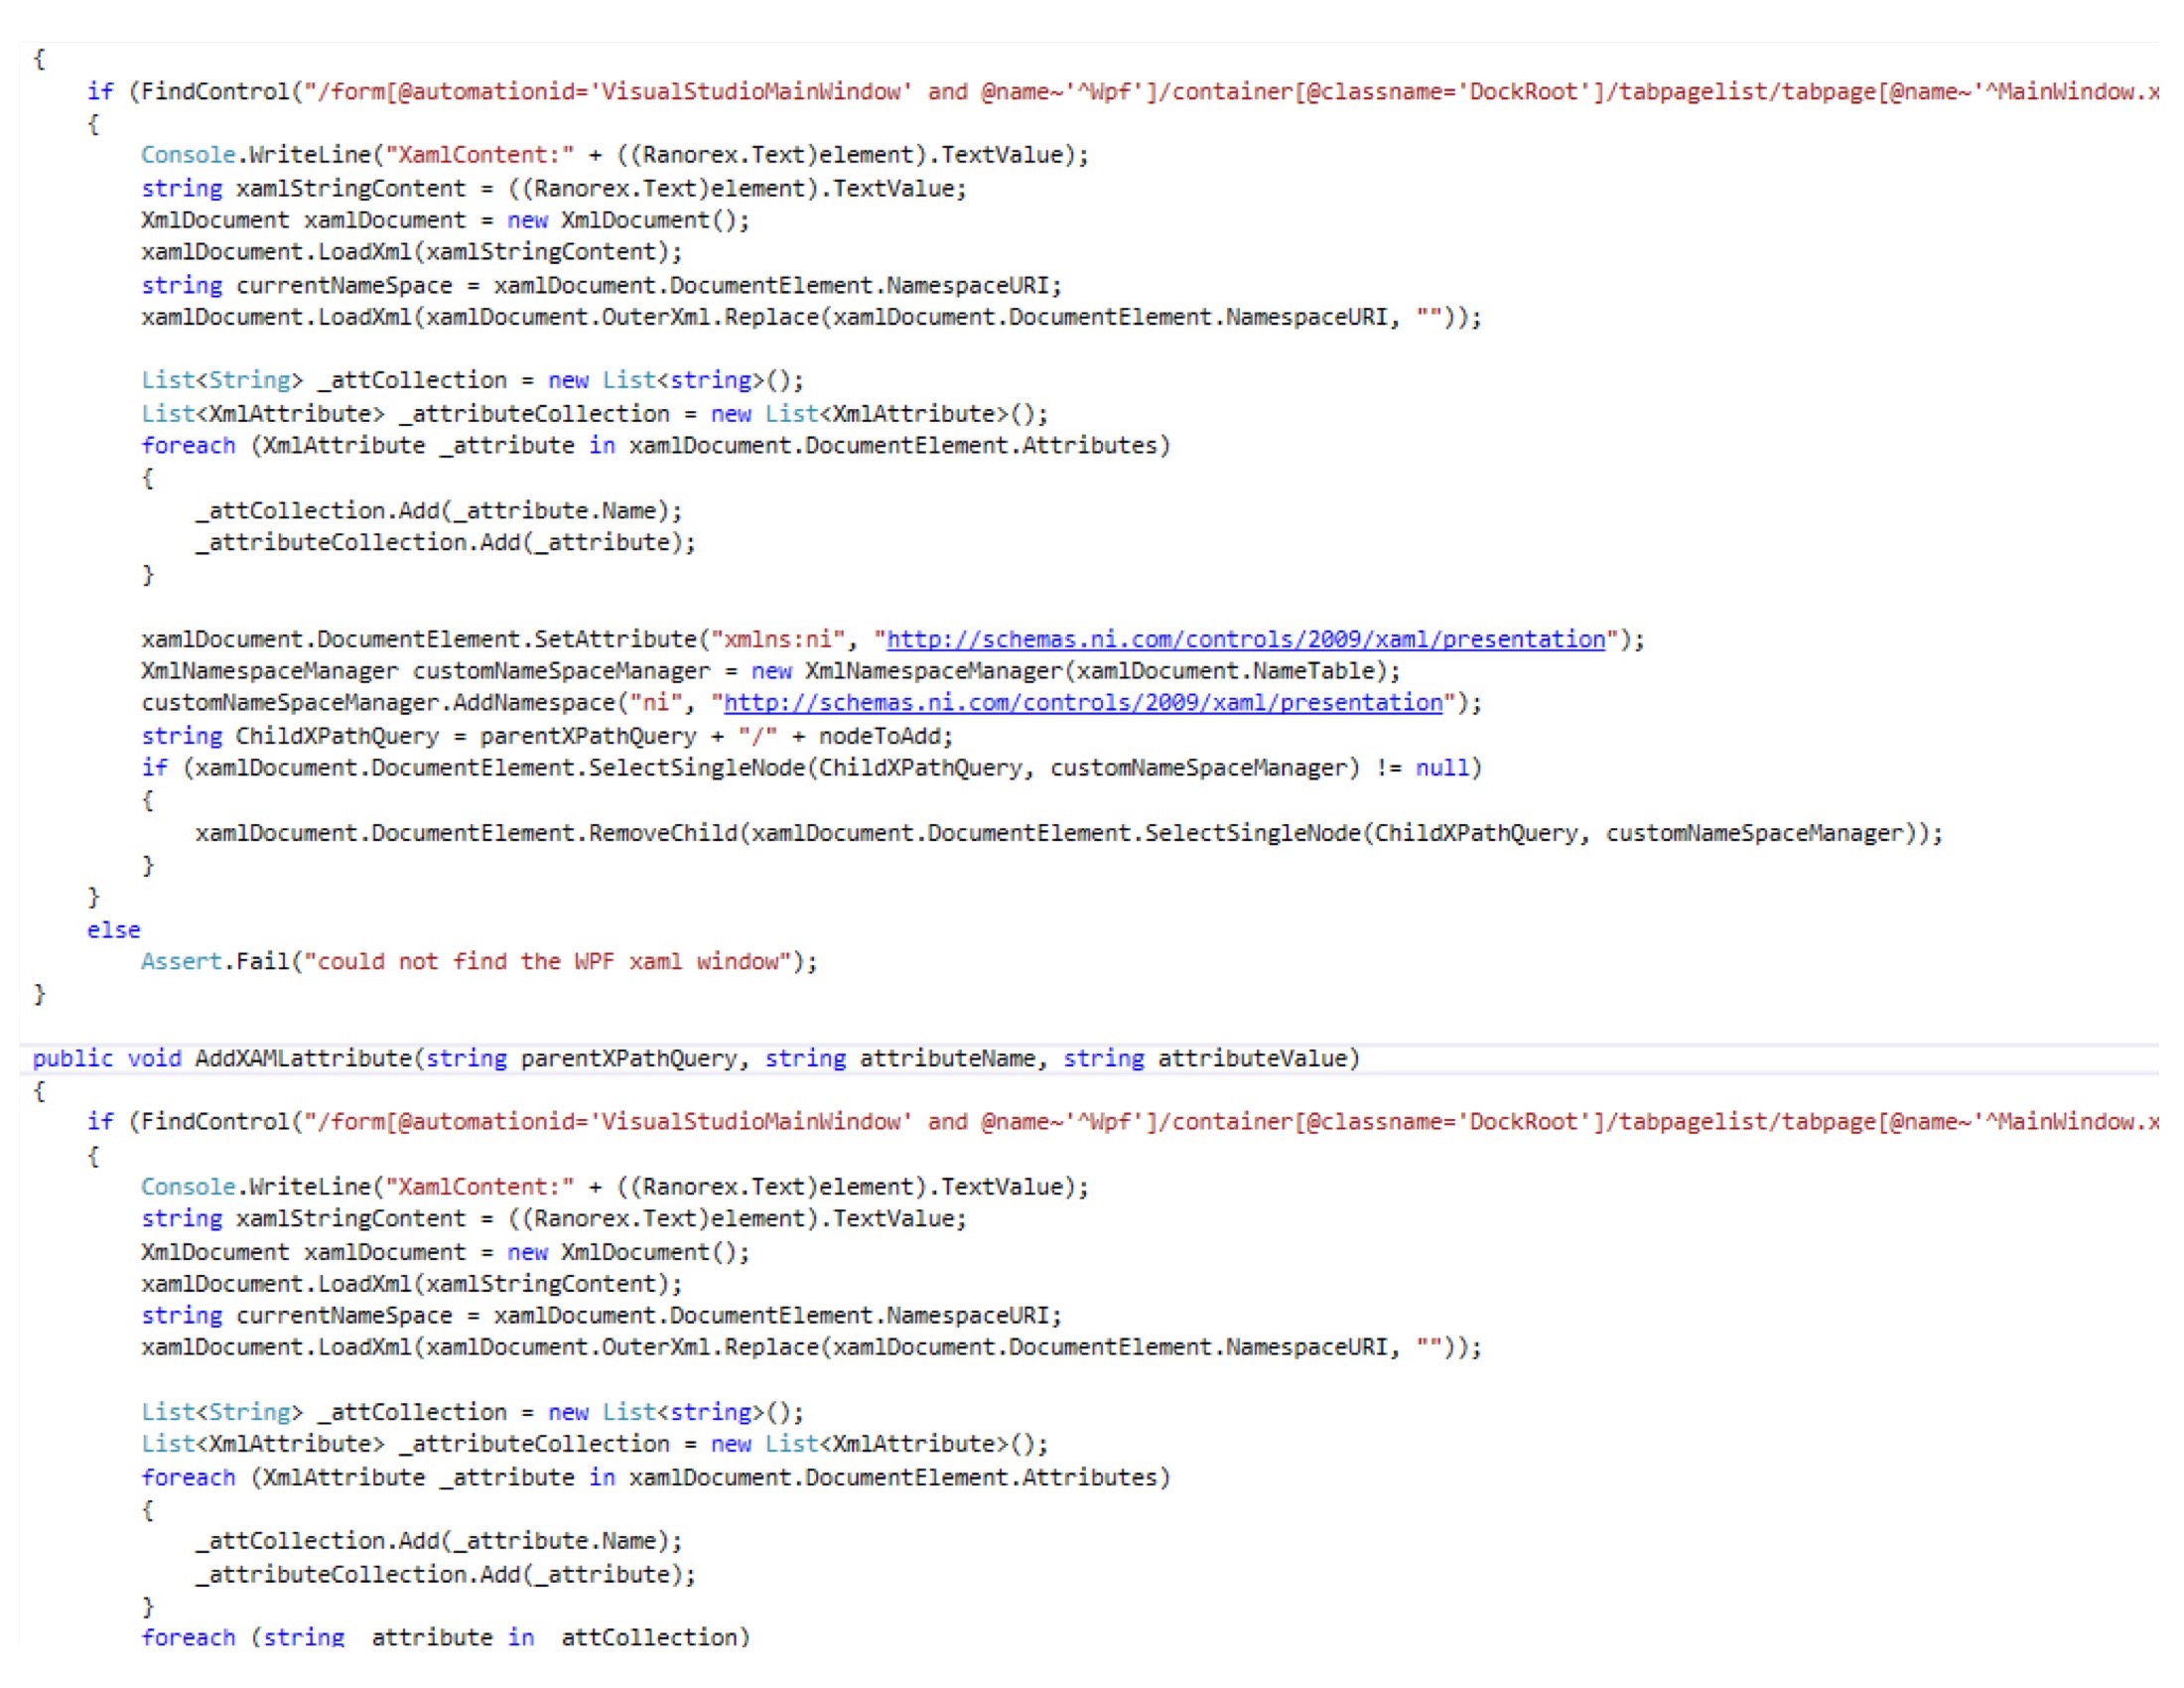 {
if (FindControl("/form[@automationid='VisualStudioMainWindow' and @name~'^Wpf']/container[@classname='DockRoot']/tabpagelist/tabpage[@name~'^MainWindow.x
{
Console.WriteLine("XamlContent:" + ((Ranorex.Text)element).TextValue);
string xamlStringContent = ((Ranorex.Text)element).TextValue;
XmlDocument xamlDocument = new XmlDocument();
xamlDocument.LoadXml(xamlStringContent);
string currentNameSpace = xamlDocument.DocumentElement.NamespaceURI;
xamlDocument.LoadXml(xamlDocument.OuterXml.Replace(xamlDocument.DocumentElement.NamespaceURI, ""));
List<String> _attCollection = new List<string>();
List<XmlAttribute> _attributeCollection = new List<XmlAttribute>();
foreach (XmlAttribute _attribute in xamlDocument.DocumentElement.Attributes)
{
_attCollection.Add(_attribute.Name);
_attributeCollection.Add(_attribute);
}
xamlDocument.DocumentElement.SetAttribute("xmlns:ni", "http://schemas.ni.com/controls/2009/xaml/presentation");
XmlNamespaceManager customNameSpaceManager = new XmlNamespaceManager(xamlDocument.NameTable);
customNameSpaceManager.AddNamespace("ni", "http://schemas.ni.com/controls/2009/xaml/presentation");
string ChildXPathQuery = parentXPathQuery + "/" + nodeToAdd;
if (xamlDocument.DocumentElement.SelectSingleNode(ChildXPathQuery, customNameSpaceManager) != null)
{
xamlDocument.DocumentElement.RemoveChild(xamlDocument.DocumentElement.SelectSingleNode(ChildXPathQuery, customNameSpaceManager));
}
}
else
Assert.Fail("could not find the WPF xaml window");
}
public void AddXAMLattribute(string parentXPathQuery, string attributeName, string attributeValue)
{
if (FindControl("/form[@automationid='VisualStudioMainWindow' and @name~'^Wpf']/container[@classname='DockRoot']/tabpagelist/tabpage[@name~'^MainWindow.x
{
Console.WriteLine("XamlContent:" + ((Ranorex.Text)element).TextValue);
string xamlStringContent = ((Ranorex.Text)element).TextValue;
XmlDocument xamlDocument = new XmlDocument();
xamlDocument.LoadXml(xamlStringContent);
string currentNameSpace = xamlDocument.DocumentElement.NamespaceURI;
xamlDocument.LoadXml(xamlDocument.OuterXml.Replace(xamlDocument.DocumentElement.NamespaceURI, ""));
List<String> _attCollection = new List<string>();
List<XmlAttribute> _attributeCollection = new List<XmlAttribute>();
foreach (XmlAttribute _attribute in xamlDocument.DocumentElement.Attributes)
{
_attCollection.Add(_attribute.Name);
_attributeCollection.Add(_attribute);
}
foreach (string attribute in attCollection)